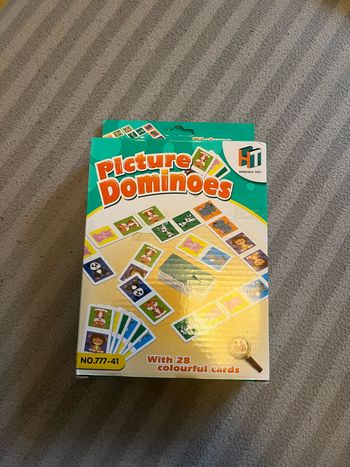 HT
Picture
Dominoes
NO.777-41
With 28
colourful cards